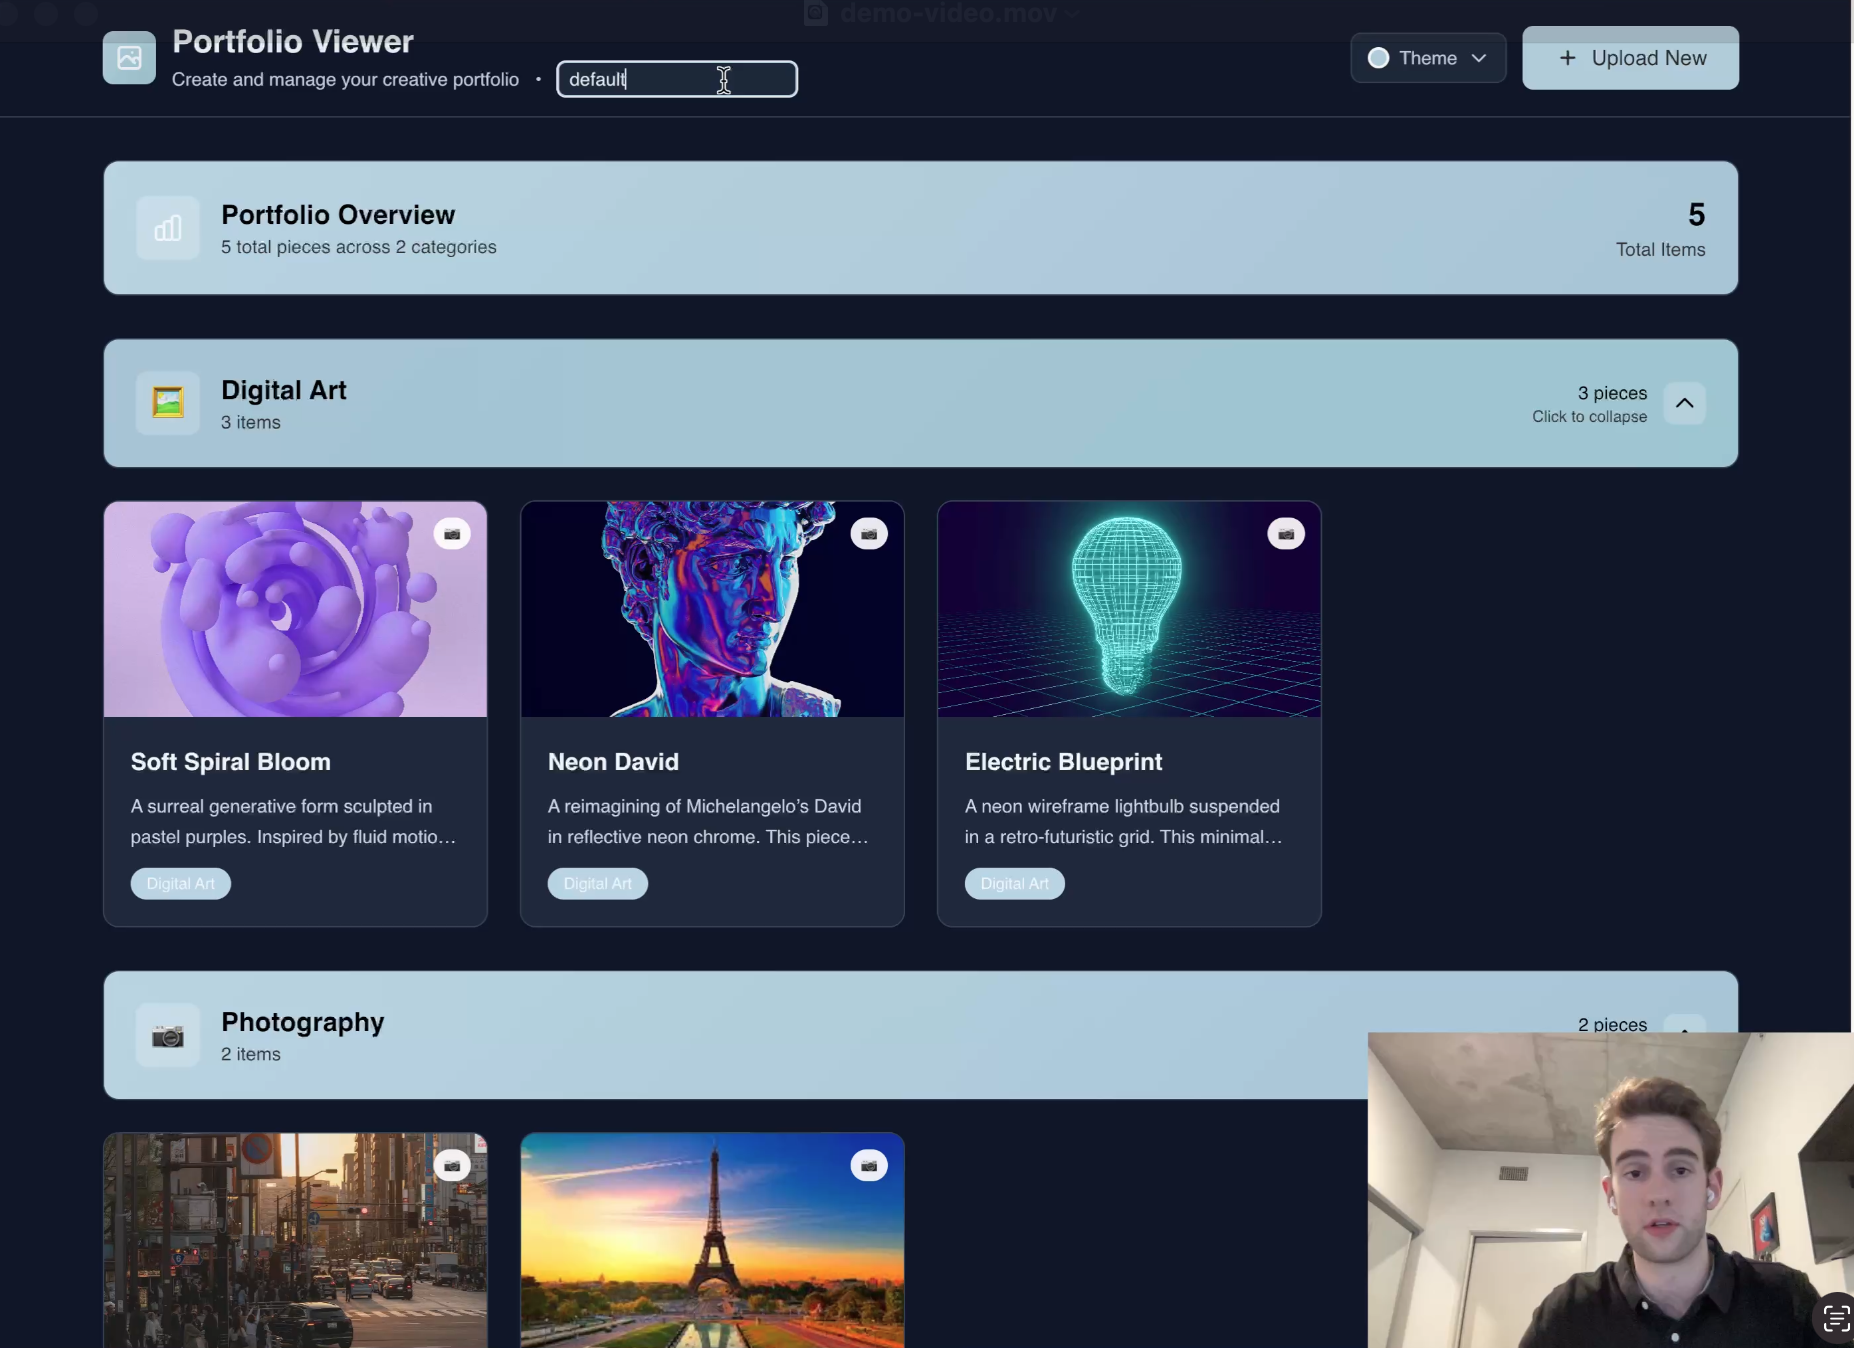 demo-video.mov
Portfolio Viewer
Create and manage your creative portfolio • default
Theme
+ Upload New
Portfolio Overview
5 total pieces across 2 categories
5
Total Items
Digital Art
3 items
3 pieces
Click to collapse
Soft Spiral Bloom
A surreal generative form sculpted in
pastel purples. Inspired by fluid motio…
Digital Art
Neon David
A reimagining of Michelangelo’s David
in reflective neon chrome. This piece…
Digital Art
Electric Blueprint
A neon wireframe lightbulb suspended
in a retro-futuristic grid. This minimal…
Digital Art
Photography
2 items
2 pieces